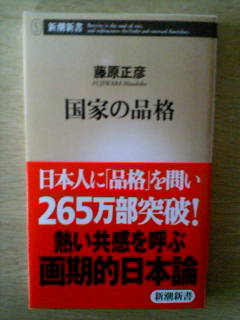 新潮新書
藤原正彦
FUJIWARA Masahiko
国家の品格
日本人に「品格」を問い
265万部突破!
熱い共感を呼ぶ
画期的日本論
新潮新書